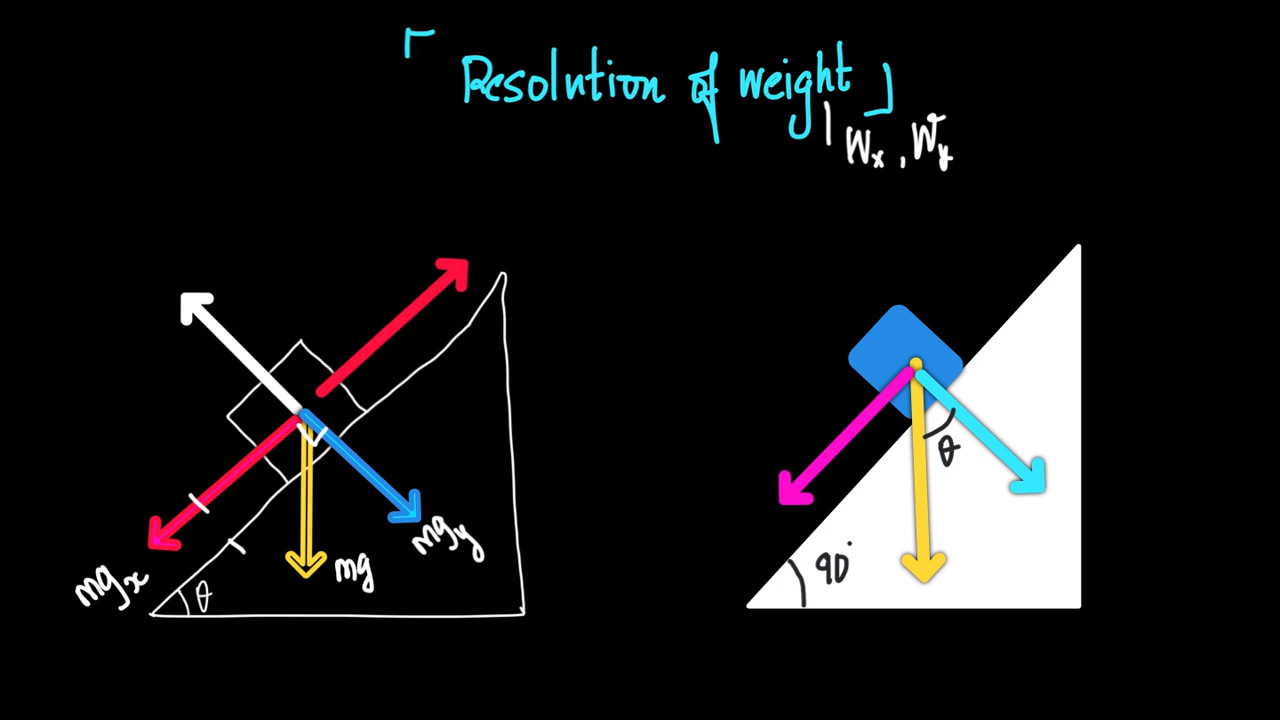 「 Resolution of weight 」
Wx , Wy
mgx
θ
mg
mgy
θ
90°